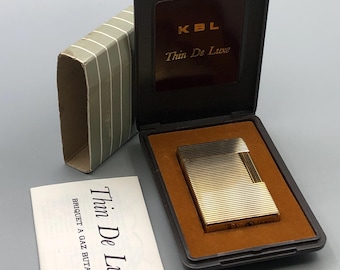 KBL
Thin De Luxe
Thin De Lu
BRIQUET A GAZ BUTA